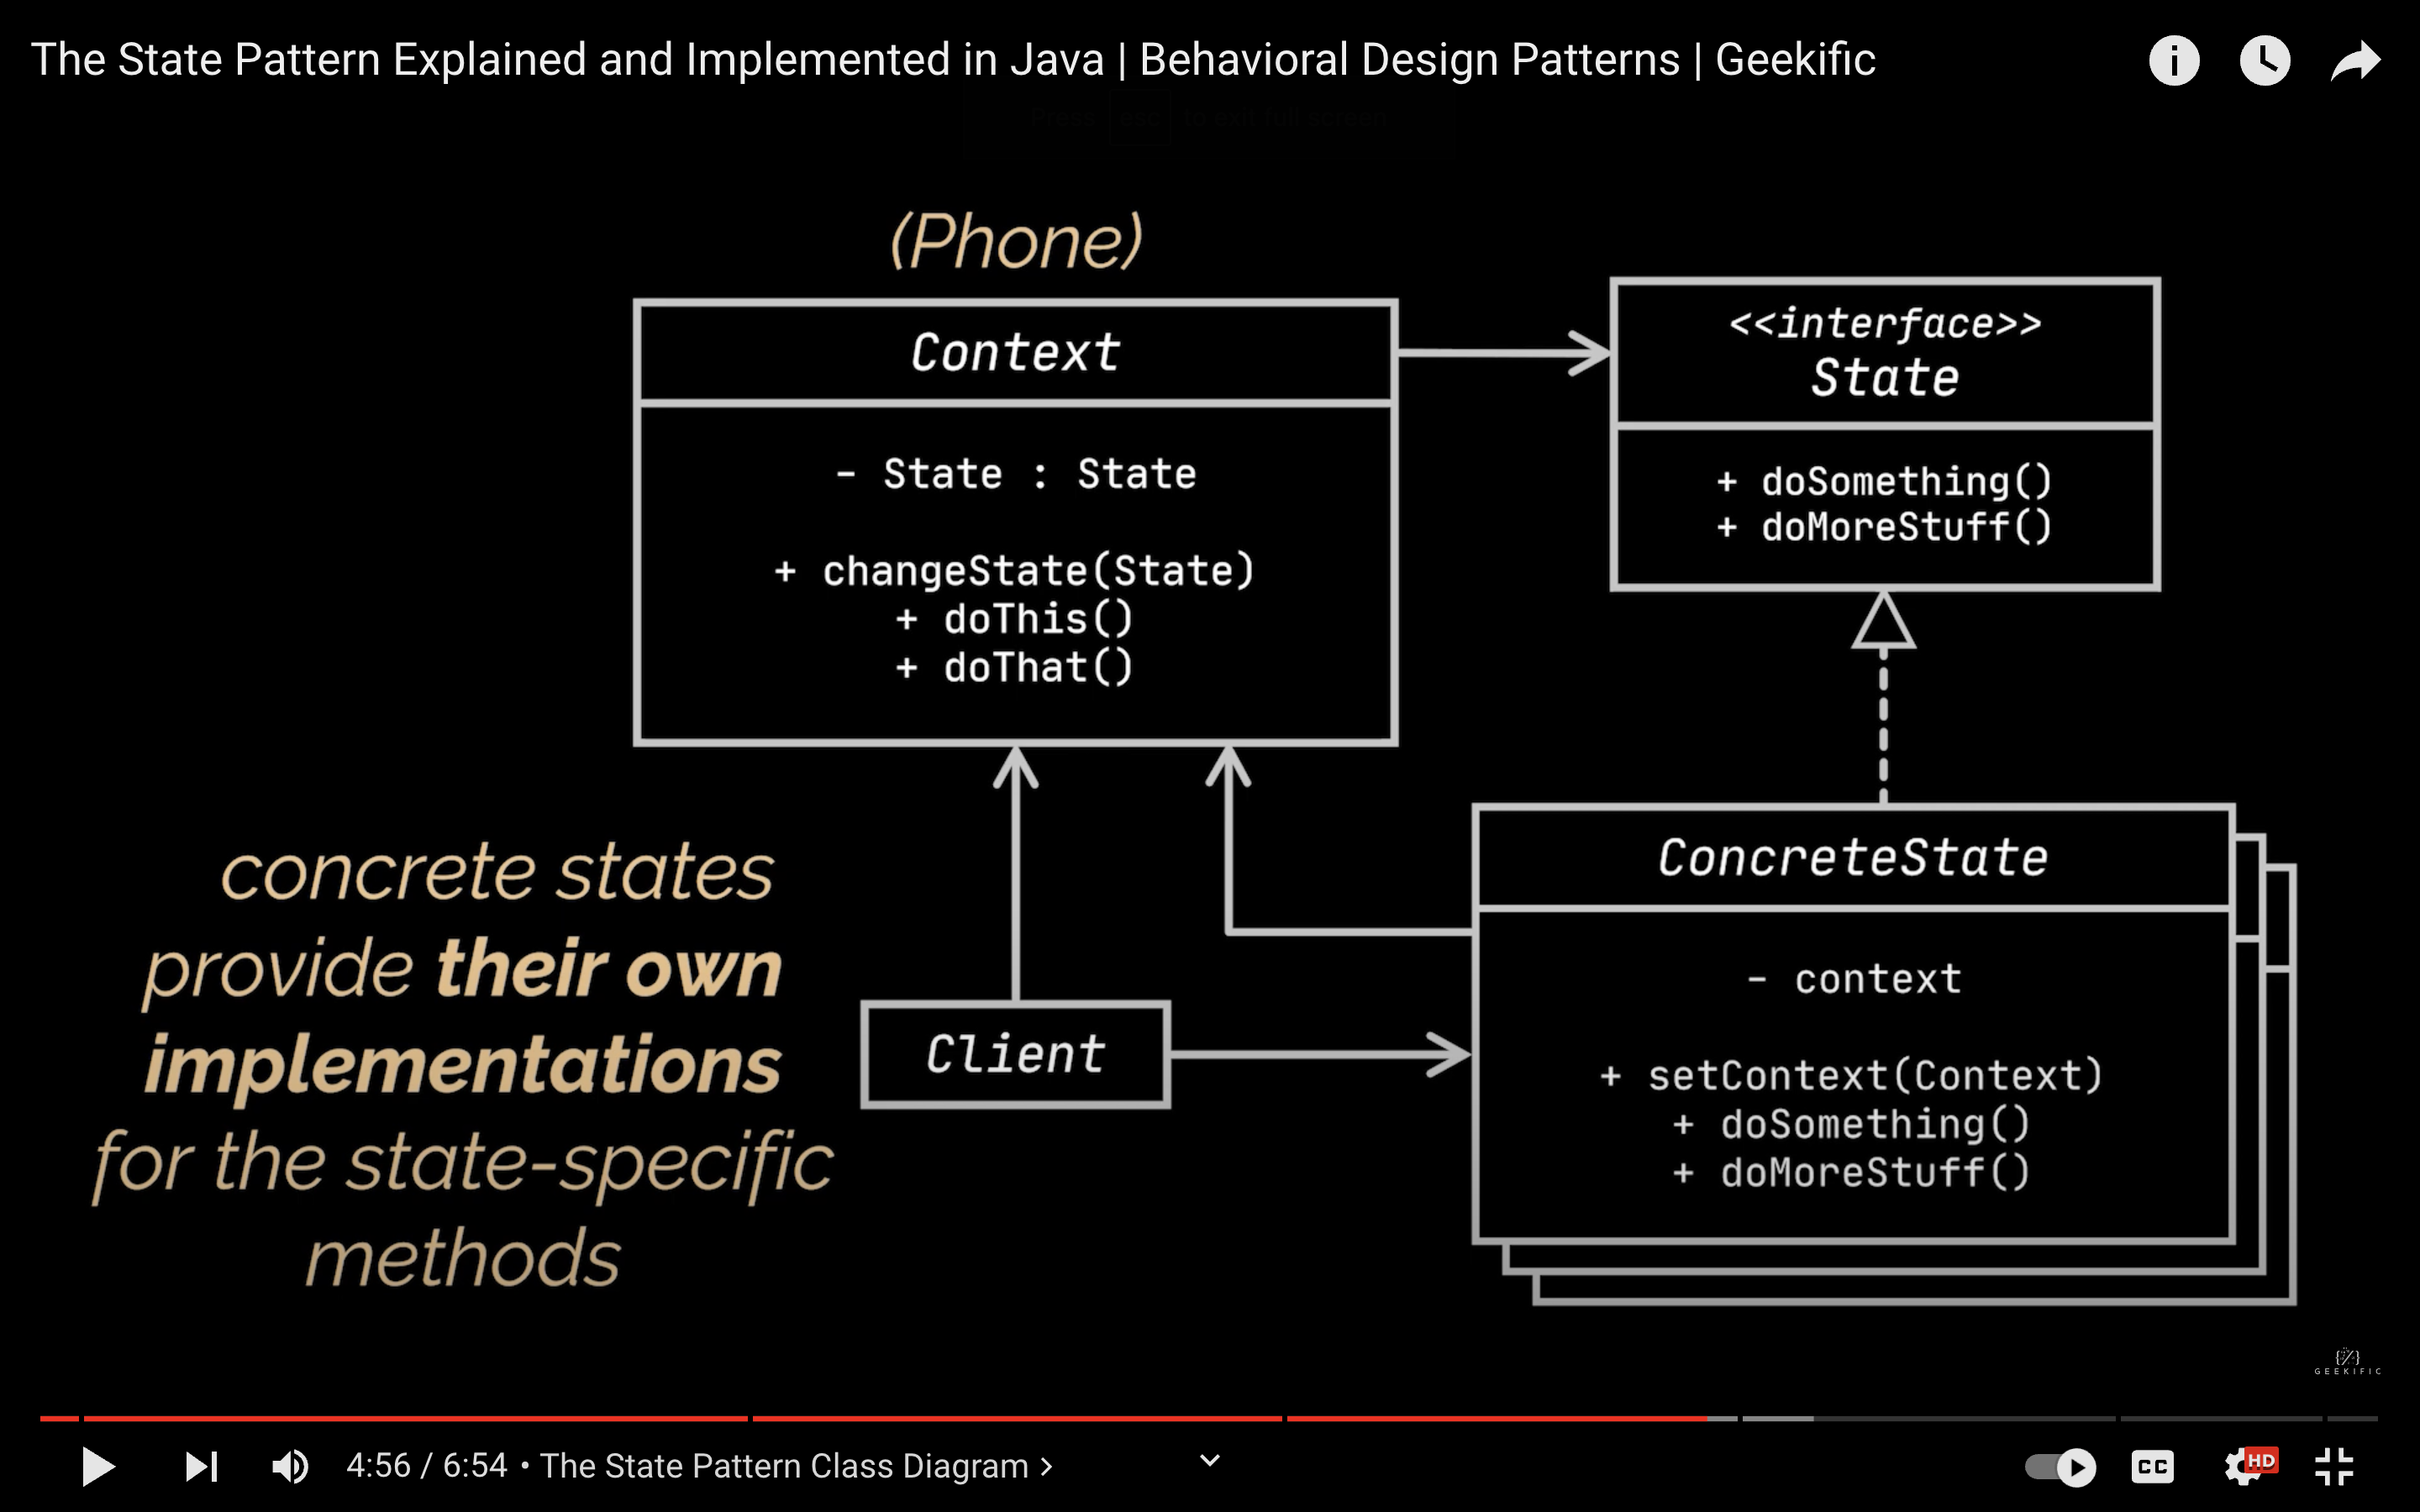 The State Pattern Explained and Implemented in Java | Behavioral Design Patterns | Geekific
Press esc to exit full screen
(Phone)
Context
- State : State
+ changeState(State)
+ doThis()
+ doThat()
<<interface>>
State
+ doSomething()
+ doMoreStuff()
concrete states
provide their own
implementations
for the state-specific
methods
Client
ConcreteState
- context
+ setContext(Context)
+ doSomething()
+ doMoreStuff()
GEEKIFIC
4:56 / 6:54 • The State Pattern Class Diagram >
CC
HD